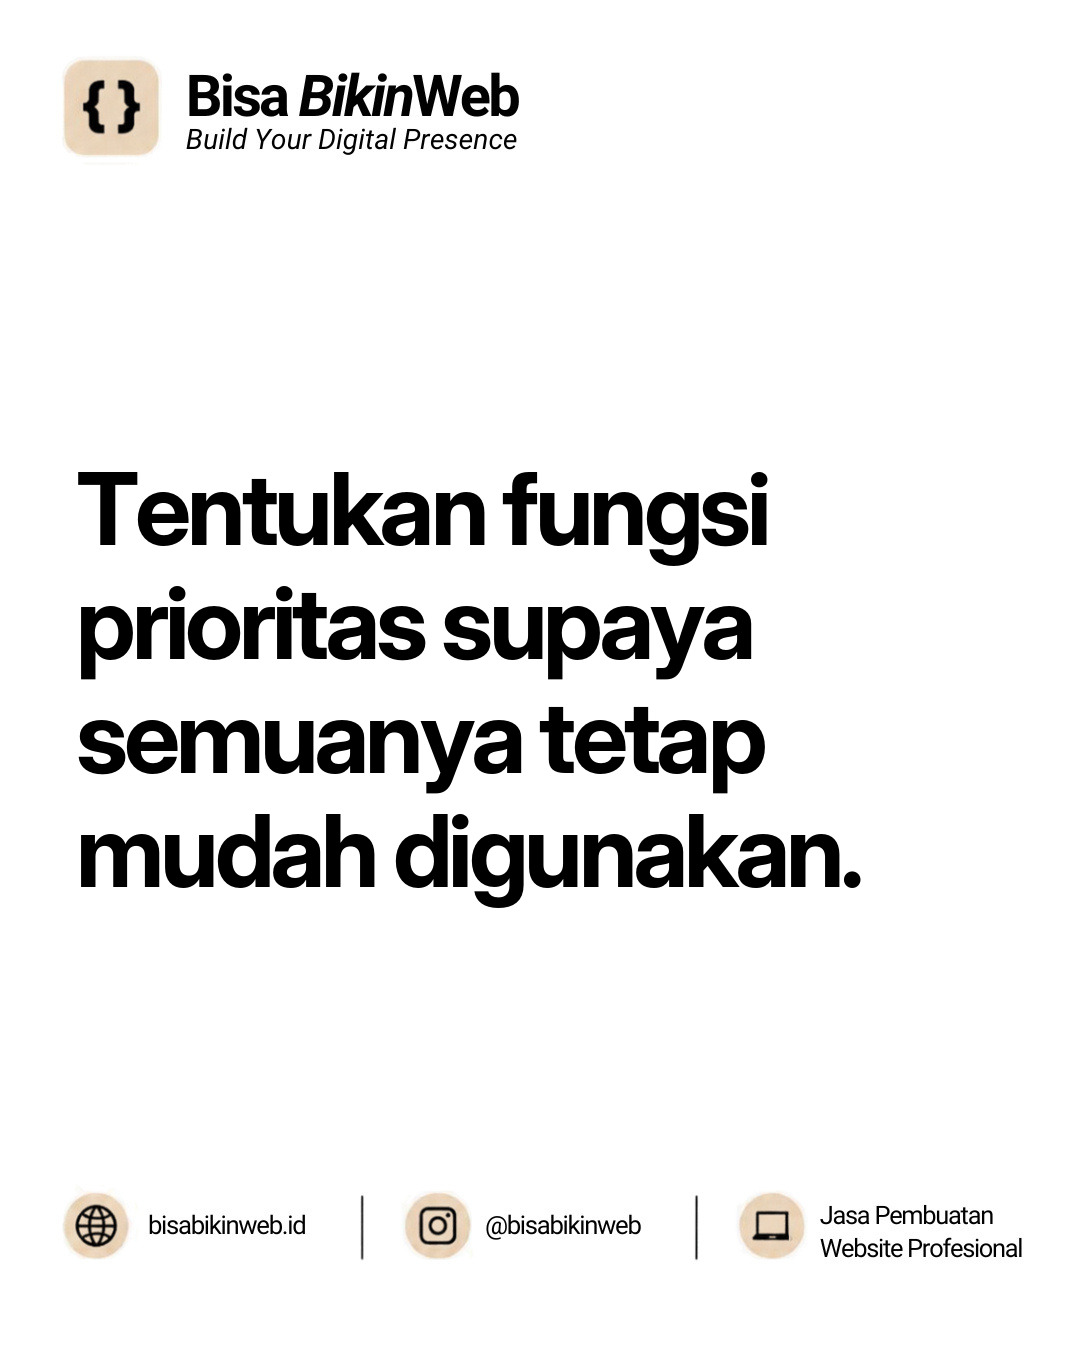 { }
Bisa BikinWeb
Build Your Digital Presence
Tentukan fungsi
prioritas supaya
semuanya tetap
mudah digunakan.
bisabikinweb.id
@bisabikinweb
Jasa Pembuatan
Website Profesional